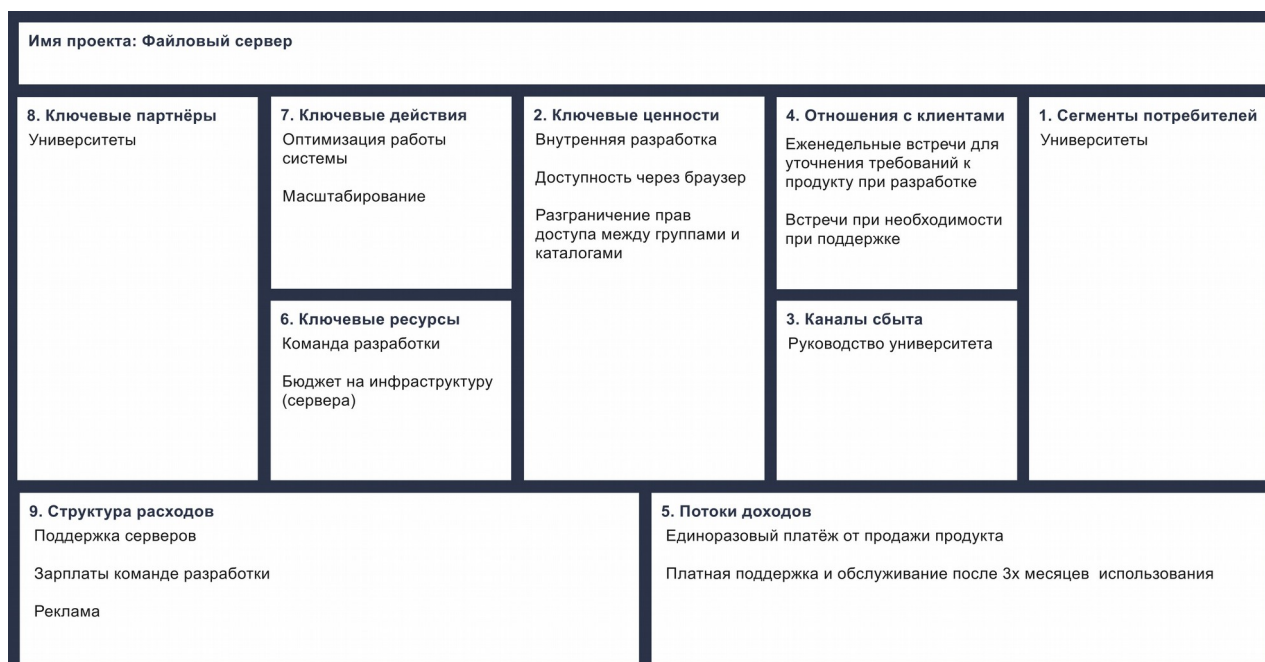 Имя проекта: Файловый сервер
8. Ключевые партнёры
Университеты
7. Ключевые действия
Оптимизация работы
системы
Масштабирование
6. Ключевые ресурсы
Команда разработки
Бюджет на инфраструктуру
(сервера)
2. Ключевые ценности
Внутренняя разработка
Доступность через браузер
Разграничение прав
доступа между группами и
каталогами
4. Отношения с клиентами
Еженедельные встречи для
уточнения требований к
продукту при разработке
Встречи при необходимости
при поддержке
3. Каналы сбыта
Руководство университета
1. Сегменты потребителей
Университеты
9. Структура расходов
Поддержка серверов
Зарплаты команде разработки
Реклама
5. Потоки доходов
Единоразовый платёж от продажи продукта
Платная поддержка и обслуживание после 3х месяцев  использования